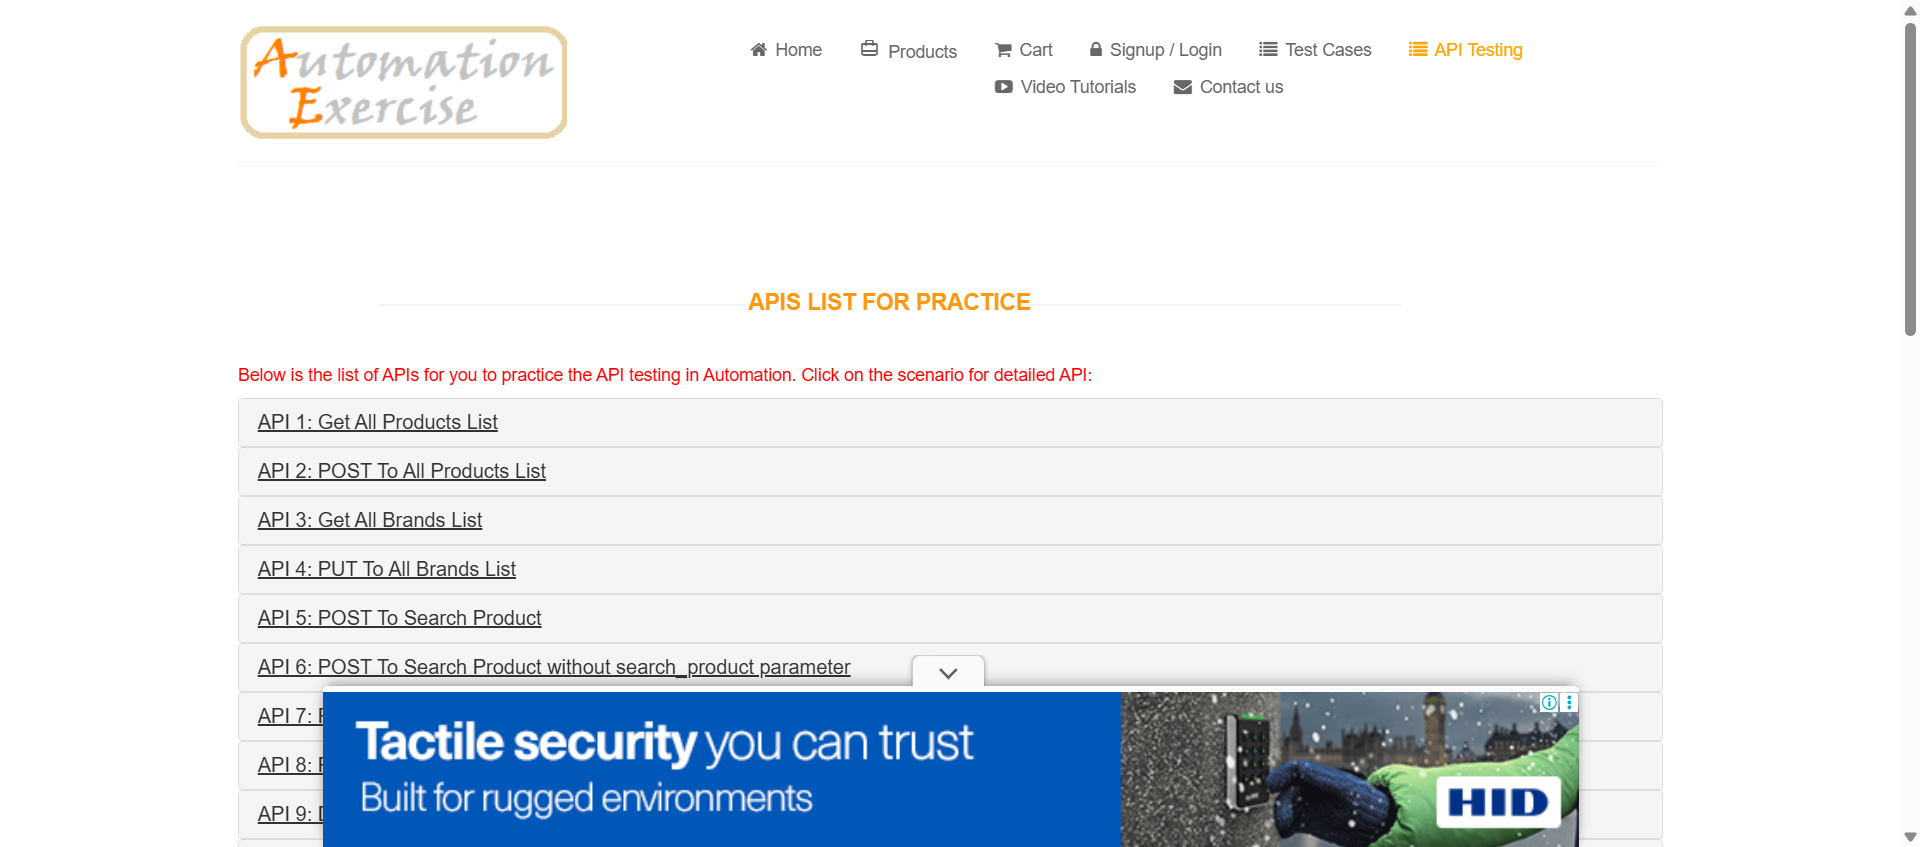 Automation
Exercise
Home
Products
Cart
Signup / Login
Test Cases
API Testing
Video Tutorials
Contact us
APIS LIST FOR PRACTICE
Below is the list of APIs for you to practice the API testing in Automation. Click on the scenario for detailed API:
API 1: Get All Products List
API 2: POST To All Products List
API 3: Get All Brands List
API 4: PUT To All Brands List
API 5: POST To Search Product
API 6: POST To Search Product without search_product parameter
API 7:
API 8:
API 9:
Tactile security you can trust
Built for rugged environments
HID